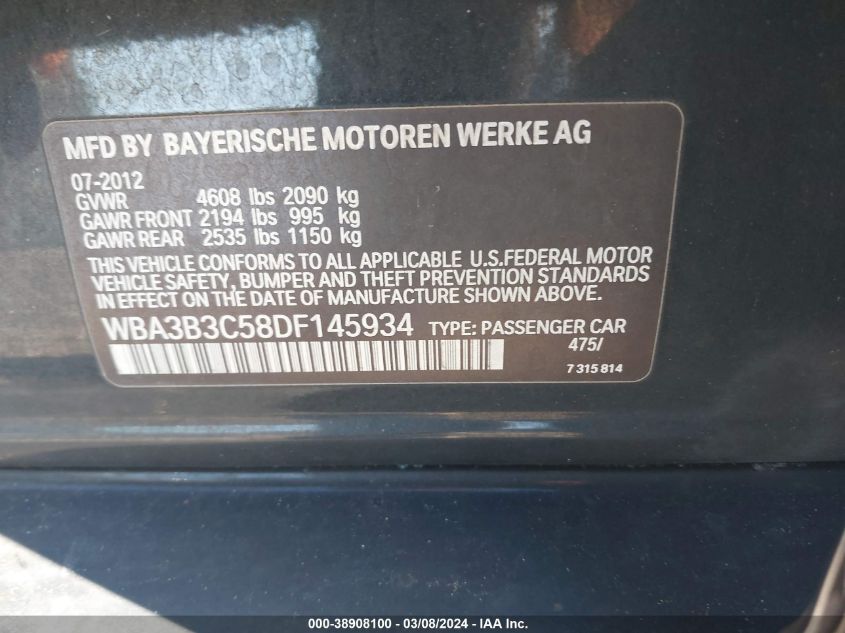 MFD BY BAYERISCHE MOTOREN WERKE AG
07-2012
GVWR 4608 lbs 2090 kg
GAWR FRONT 2194 lbs 995 kg
GAWR REAR 2535 lbs 1150 kg
THIS VEHICLE CONFORMS TO ALL APPLICABLE U.S.FEDERAL MOTOR
VEHICLE SAFETY, BUMPER AND THEFT PREVENTION STANDARDS
IN EFFECT ON THE DATE OF MANUFACTURE SHOWN ABOVE.
WBA3B3C58DF145934 TYPE: PASSENGER CAR
475/
7 315 814
000-38908100 / 03/08/2024 - IAA Inc.